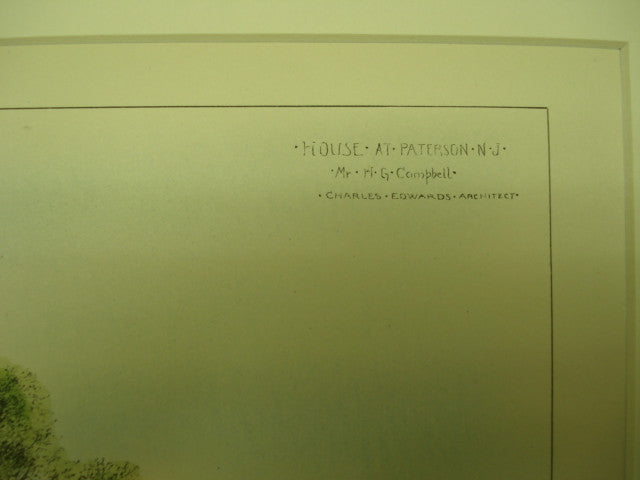 ·HOUSE·AT·PATERSON·N·J·
·Mr·H·G·Campbell·
·CHARLES·EDWARDS·ARCHITECT·